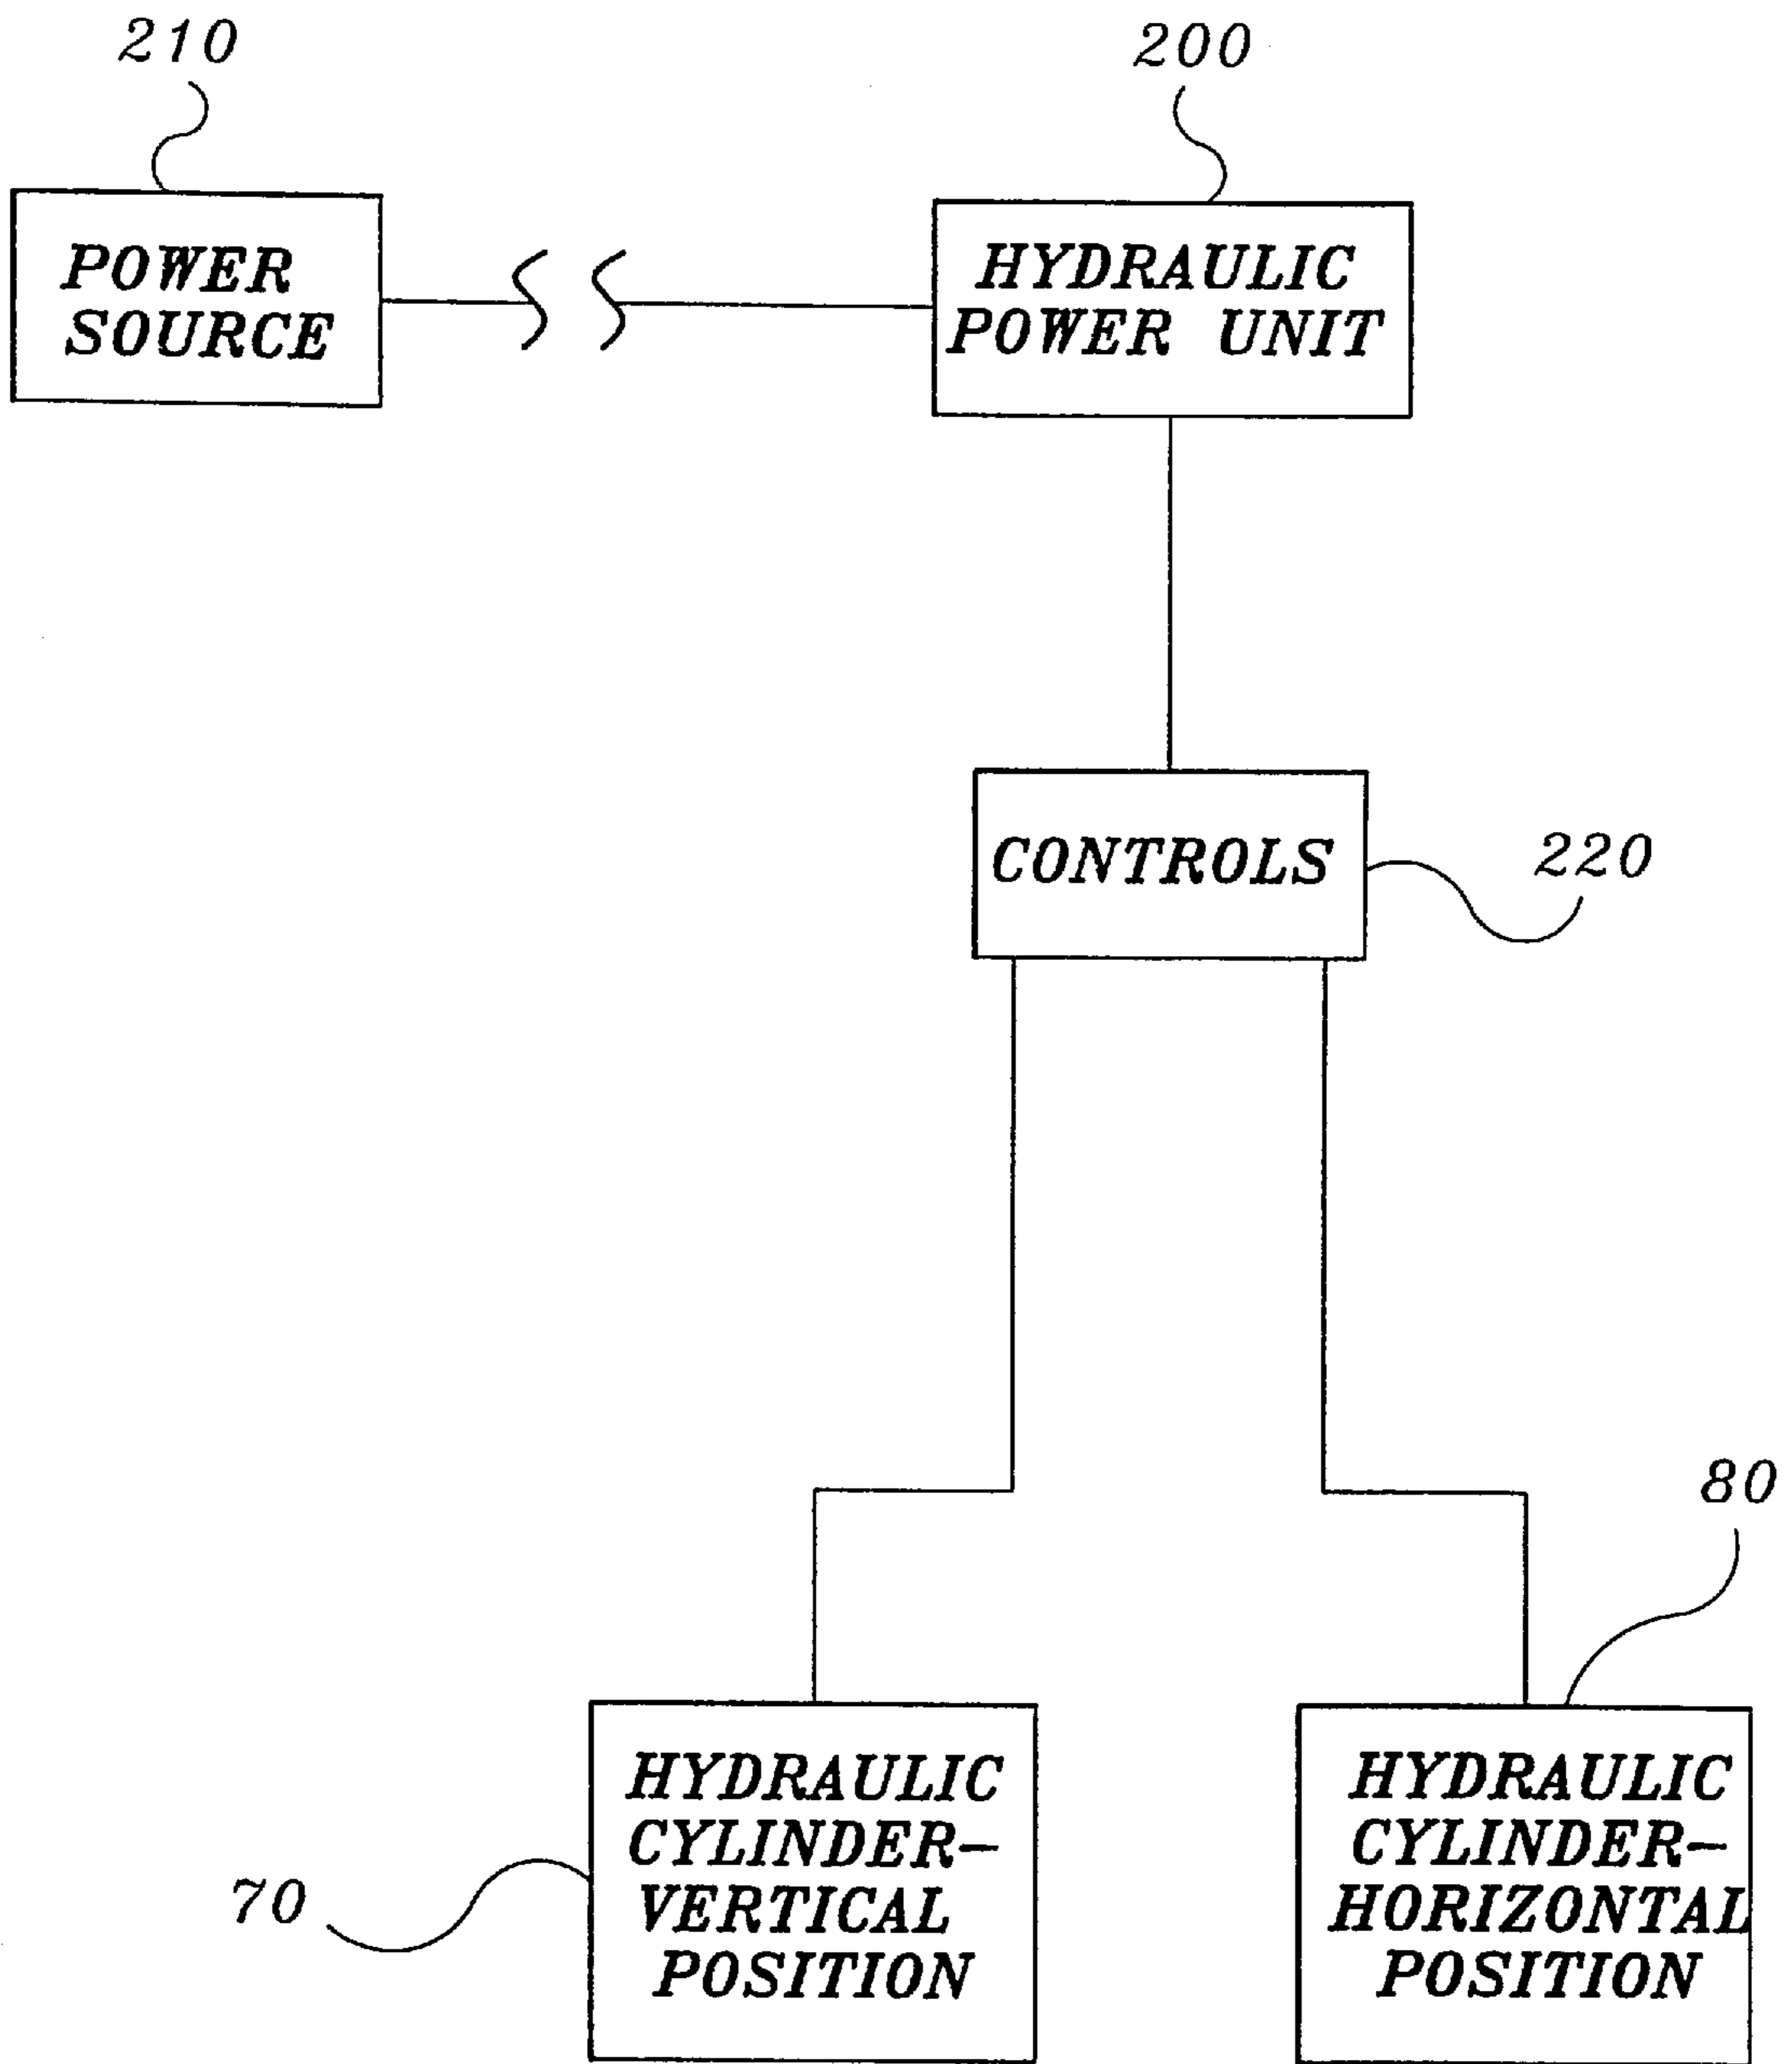 210
200
POWER
SOURCE
HYDRAULIC
POWER UNIT
CONTROLS
220
80
HYDRAULIC
CYLINDER-
VERTICAL
POSITION
70
HYDRAULIC
CYLINDER-
HORIZONTAL
POSITION